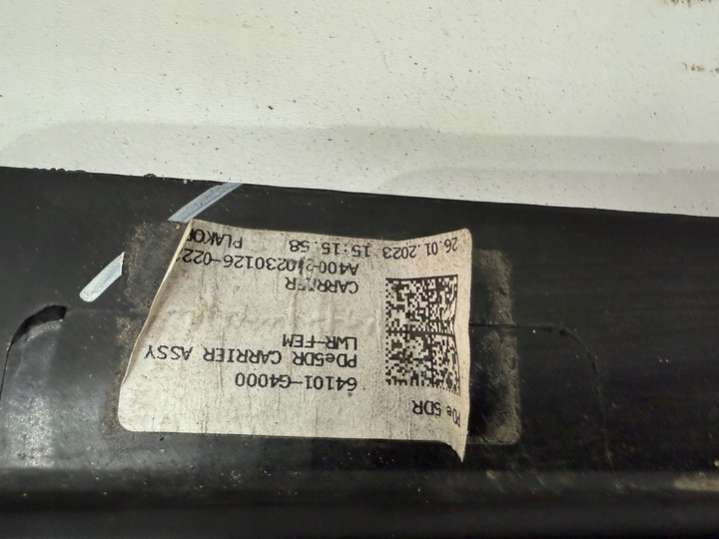 PDe 5DR
64101-G4000
PDe5DR CARRIER ASSY
LWR-FEM
CARRIER
26.01.2023 15:15:58